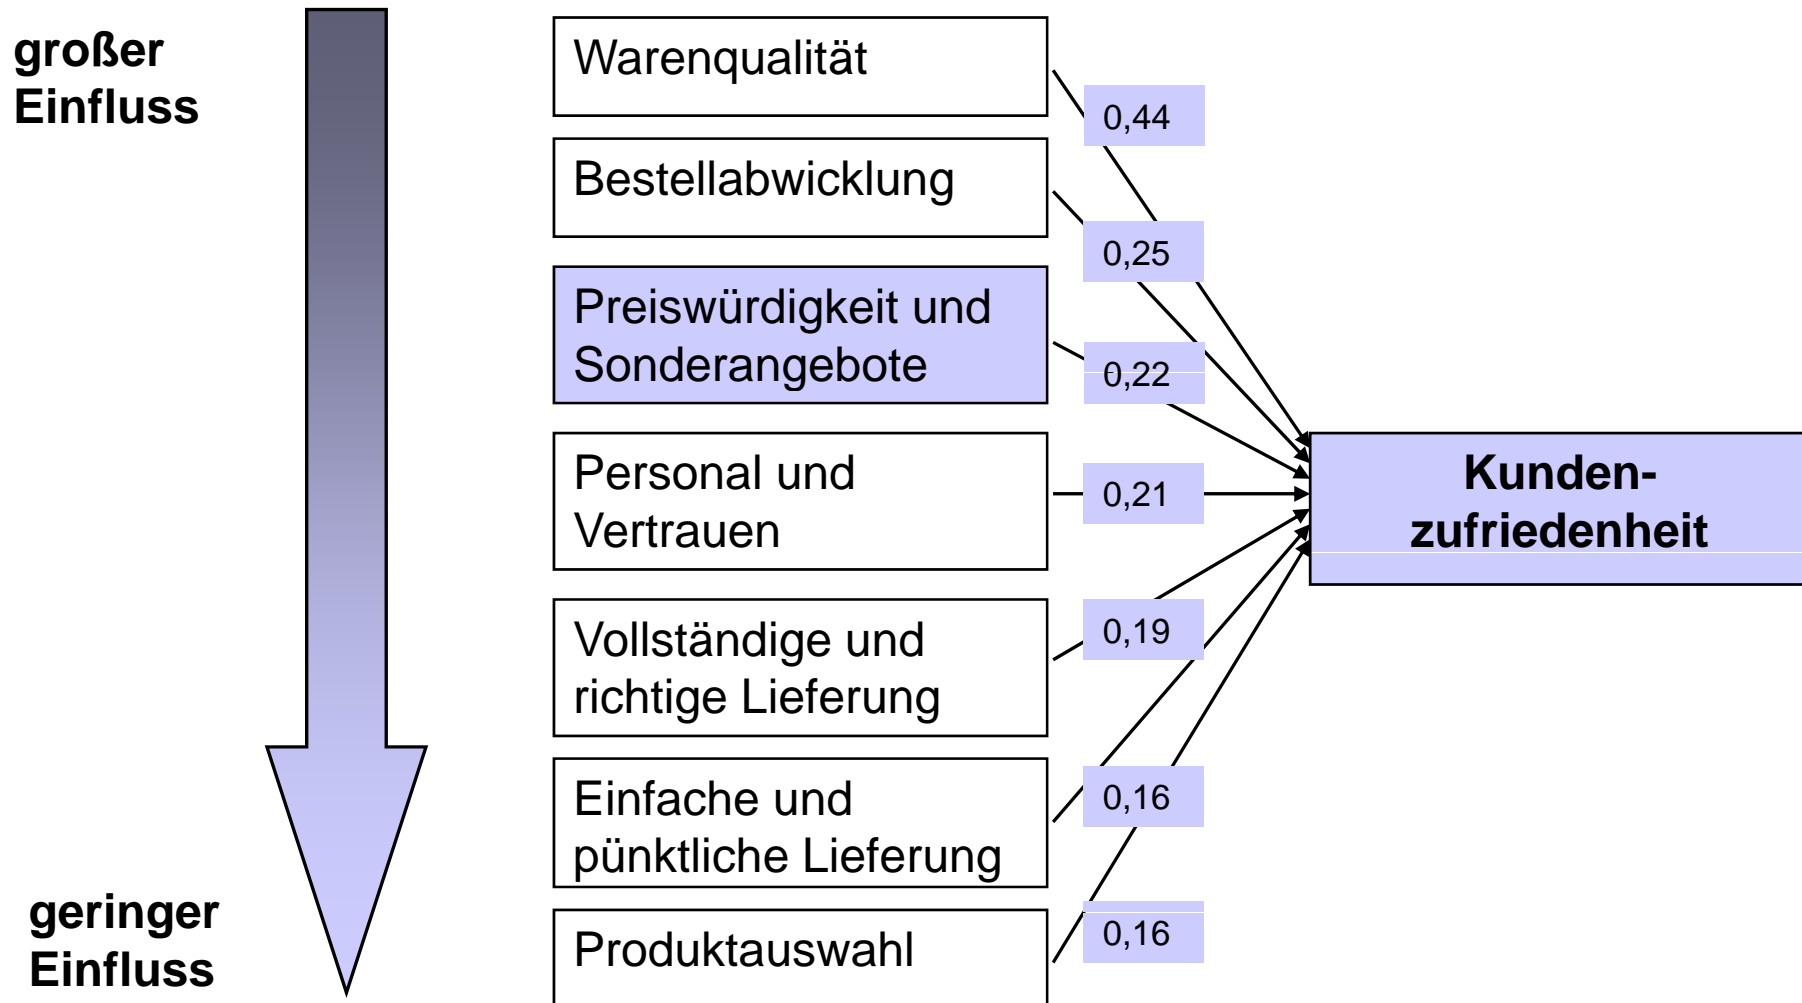 großer
Einfluss
Warenqualität
0,44
Bestellabwicklung
0,25
Preiswürdigkeit und
Sonderangebote
0,22
Personal und
Vertrauen
0,21
Kunden-
zufriedenheit
Vollständige und
richtige Lieferung
0,19
Einfache und
pünktliche Lieferung
0,16
geringer
Einfluss
Produktauswahl
0,16